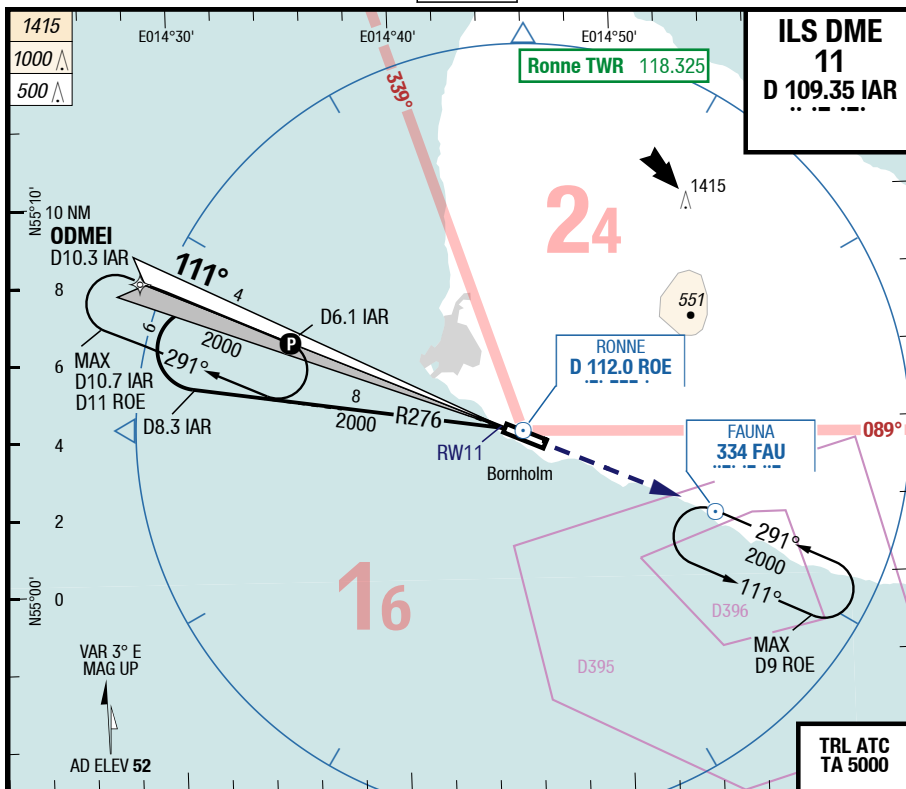 1415
1000
500
E014°30'
E014°40'
E014°50'
Ronne TWR 118.325
ILS DME
11
D 109.35 IAR
339°
1415
24
551
N55°10'
10 NM
ODMEI
D10.3 IAR
111°
4
8
D6.1 IAR
P
6
2000
291°
MAX
D10.7 IAR
D11 ROE
D8.3 IAR
6
8
2000
R276
4
RONNE
D 112.0 ROE
089°
FAUNA
334 FAU
RW11
Bornholm
2
291°
2000
111°
D396
MAX
D9 ROE
D395
16
N55°00'
0
VAR 3° E
MAG UP
AD ELEV 52
TRL ATC
TA 5000